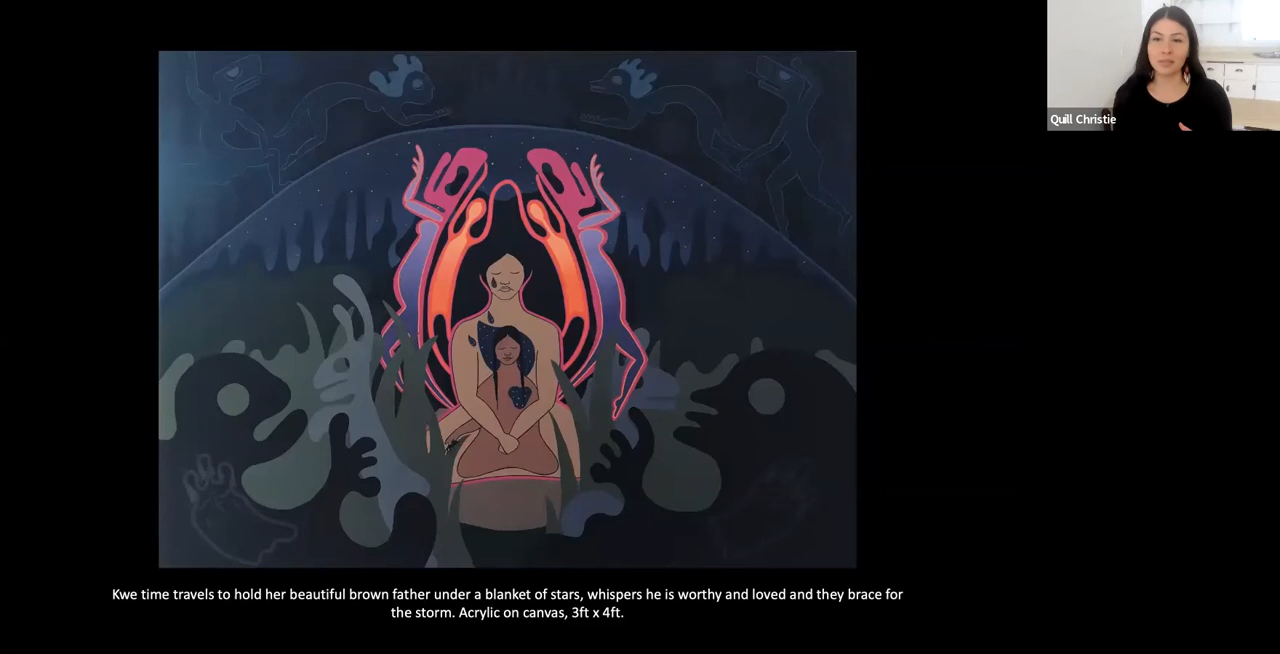 Quill Christie
Kwe time travels to hold her beautiful brown father under a blanket of stars, whispers he is worthy and loved and they brace for
the storm. Acrylic on canvas, 3ft x 4ft.